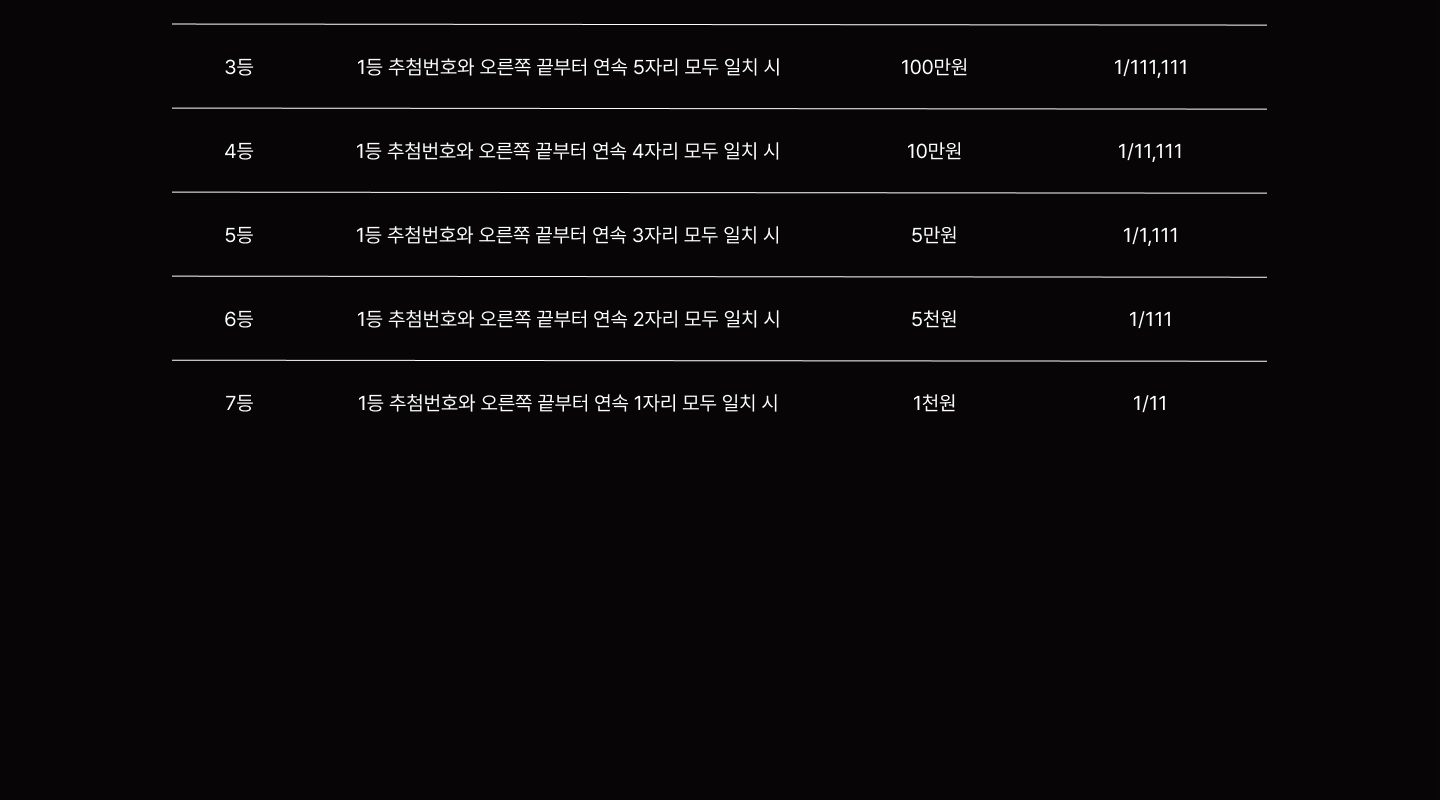 3등 1등 추첨번호와 오른쪽 끝부터 연속 5자리 모두 일치 시 100만원 1/111,111
4등 1등 추첨번호와 오른쪽 끝부터 연속 4자리 모두 일치 시 10만원 1/11,111
5등 1등 추첨번호와 오른쪽 끝부터 연속 3자리 모두 일치 시 5만원 1/1,111
6등 1등 추첨번호와 오른쪽 끝부터 연속 2자리 모두 일치 시 5천원 1/111
7등 1등 추첨번호와 오른쪽 끝부터 연속 1자리 모두 일치 시 1천원 1/11